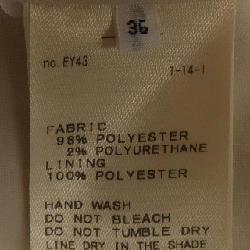 36
no.EY43
1-14-1
FABRIC
98% POLYESTER
2% POLYURETHANE
LINING
100% POLYESTER
HAND WASH
DO NOT BLEACH
DO NOT TUMBLE DRY
LINE DRY IN THE SHADE